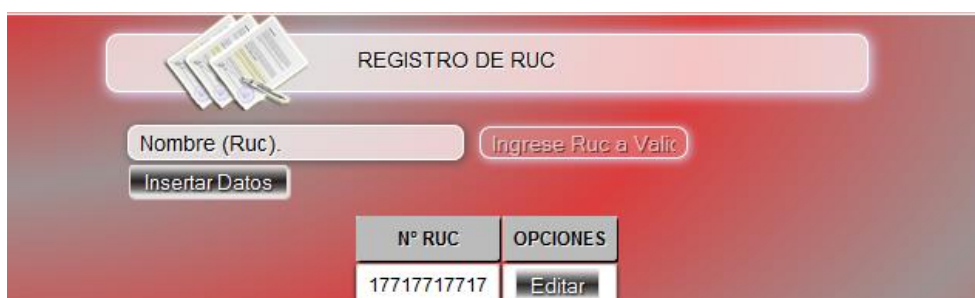 REGISTRO DE RUC
Nombre (Ruc). Ingrese Ruc a Valic
Insertar Datos
N° RUC OPCIONES
17717717717 Editar